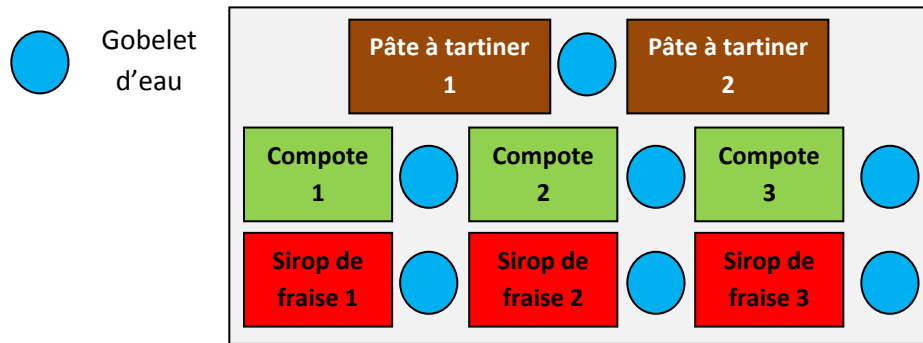 Gobelet
d'eau
Pâte à tartiner
1
Pâte à tartiner
2
Compote
1
Compote
2
Compote
3
Sirop de
fraise 1
Sirop de
fraise 2
Sirop de
fraise 3